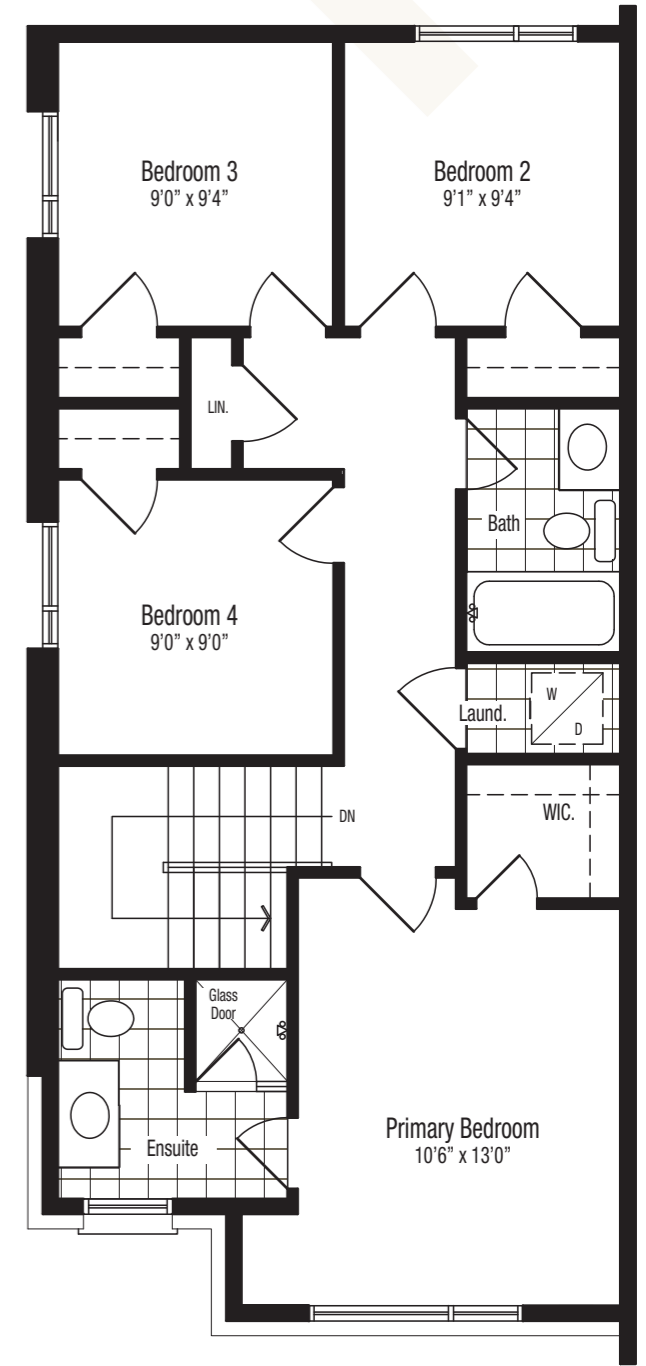 Bedroom 3
9’0” x 9’4”
Bedroom 2
9’1” x 9’4”
LIN.
Bath
Bedroom 4
9’0” x 9’0”
Laund.
W
D
DN
WIC.
Glass
Door
Ensuite
Primary Bedroom
10’6” x 13’0”